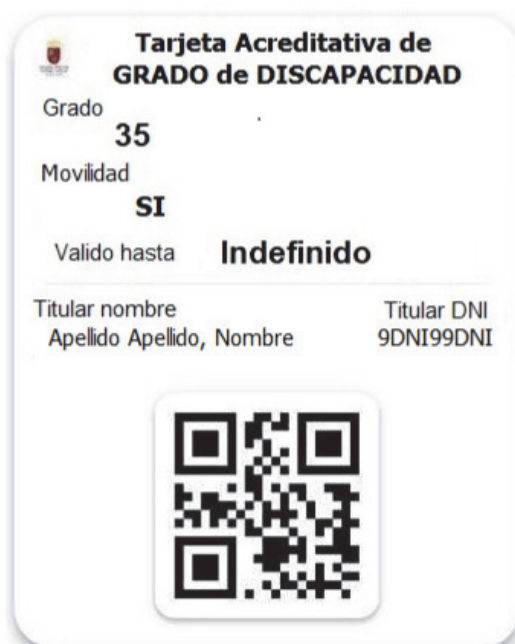 Tarjeta Acreditativa de
GRADO de DISCAPACIDAD
Grado
35
Movilidad
SI
Valido hasta Indefinido
Titular nombre Titular DNI
Apellido Apellido, Nombre 9DNI99DNI